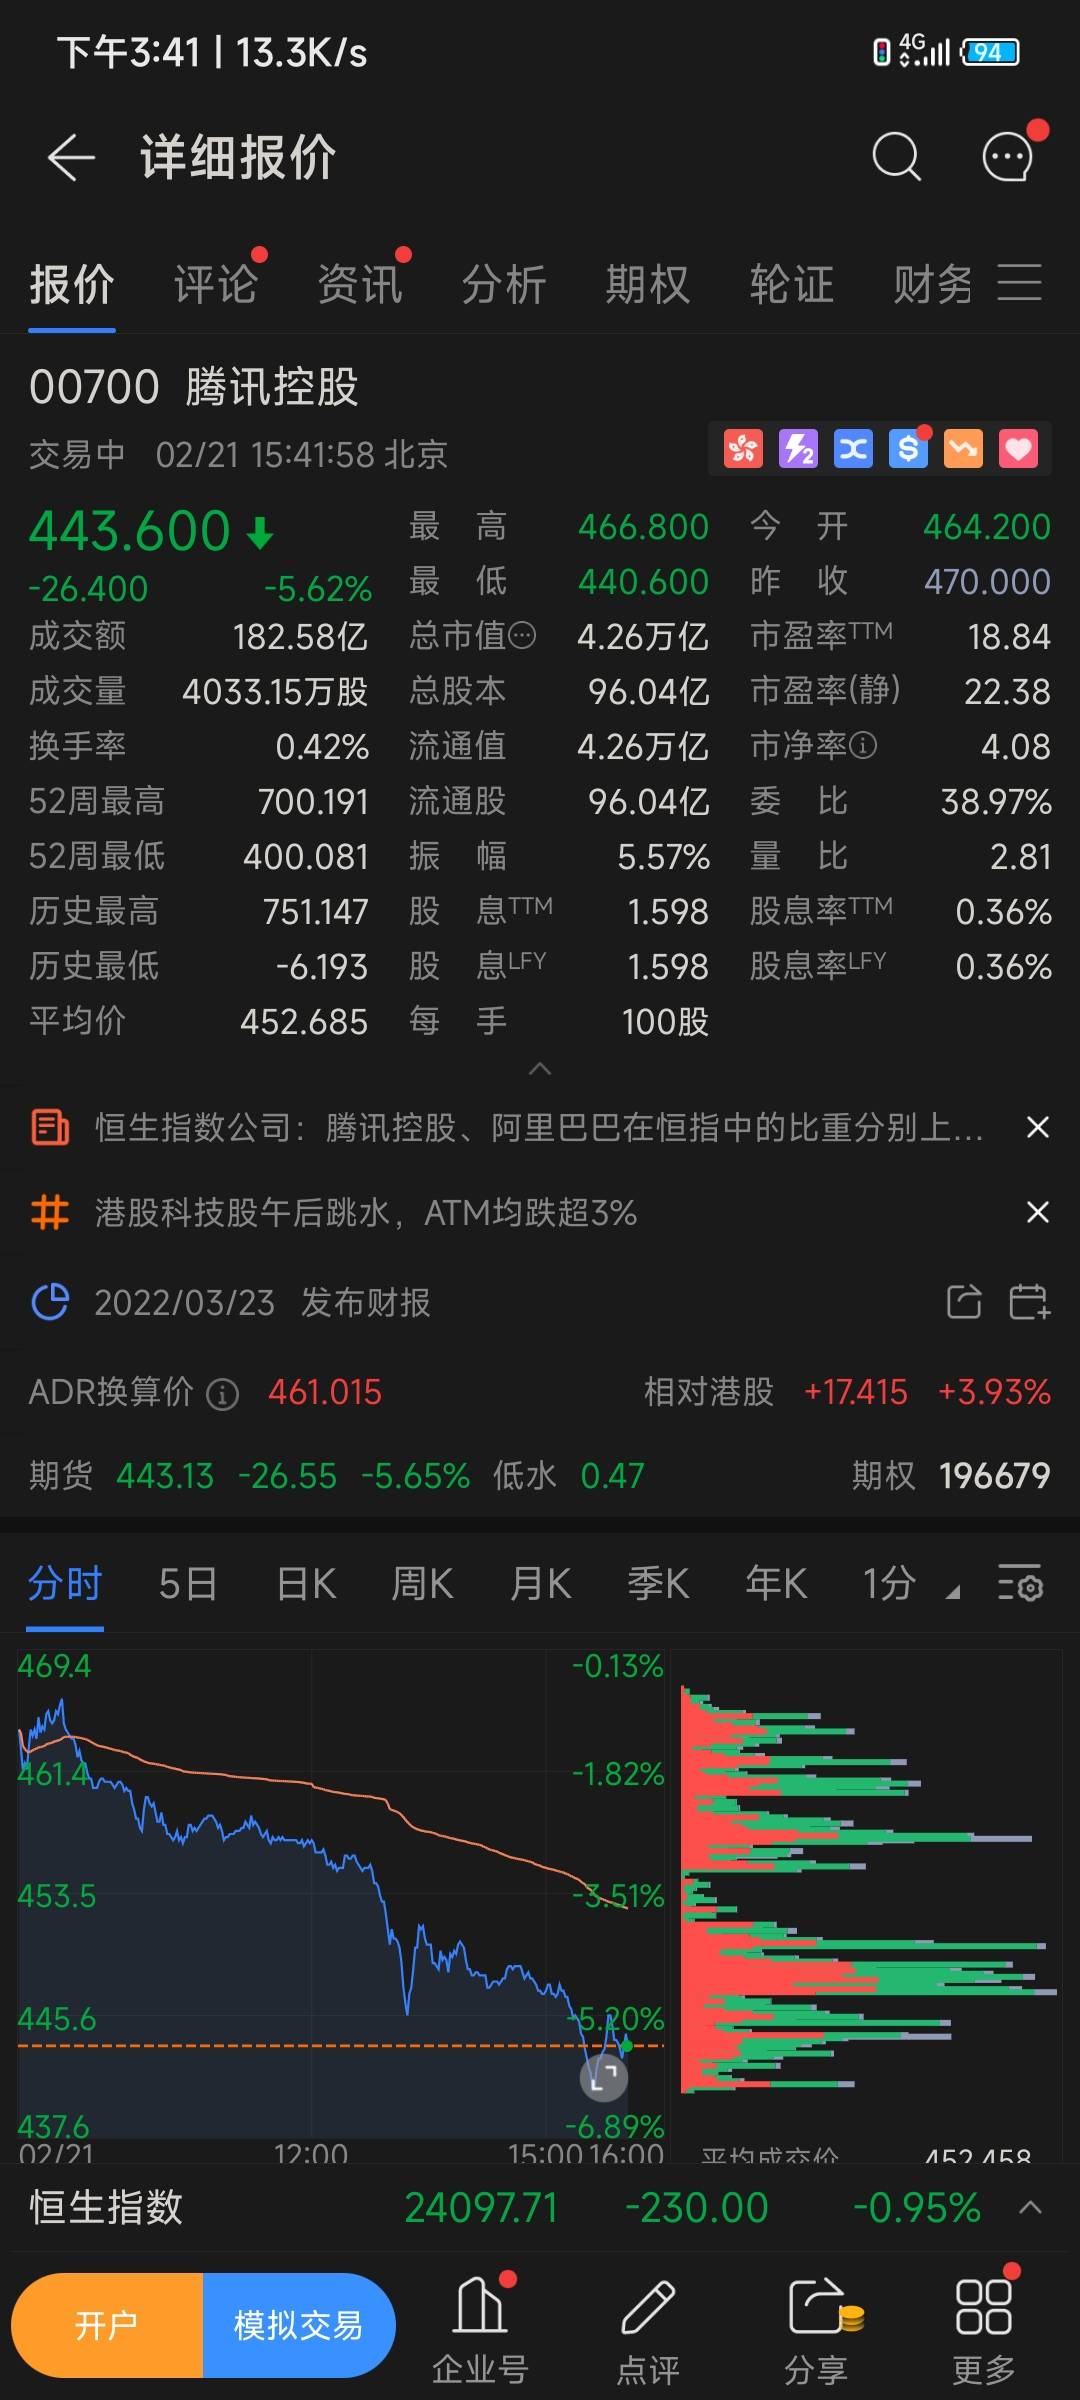 下午3:41 | 13.3K/s 4G 94
详细报价
报价 评论 资讯 分析 期权 轮证 财务
00700 腾讯控股
交易中 02/21 15:41:58 北京
443.600 最高 466.800 今开 464.200
-26.400 -5.62% 最低 440.600 昨收 470.000
成交额 182.58亿 总市值 4.26万亿 市盈率TTM 18.84
成交量 4033.15万股 总股本 96.04亿 市盈率(静) 22.38
换手率 0.42% 流通值 4.26万亿 市净率 4.08
52周最高 700.191 流通股 96.04亿 委比 38.97%
52周最低 400.081 振幅 5.57% 量比 2.81
历史最高 751.147 股息TTM 1.598 股息率TTM 0.36%
历史最低 -6.193 股息LFY 1.598 股息率LFY 0.36%
平均价 452.685 每手 100股
恒生指数公司：腾讯控股、阿里巴巴在恒指中的比重分别上...
港股科技股午后跳水，ATM均跌超3%
2022/03/23 发布财报
ADR换算价 461.015 相对港股 +17.415 +3.93%
期货 443.13 -26.55 -5.65% 低水 0.47 期权 196679
分时 5日 日K 周K 月K 季K 年K 1分
469.4 -0.13%
461.4 -1.82%
453.5 -3.51%
445.6 -5.20%
437.6 -6.89%
02/21 12:00 15:00 16:00 平均成交价 452.458
恒生指数 24097.71 -230.00 -0.95%
开户 模拟交易 企业号 点评 分享 更多